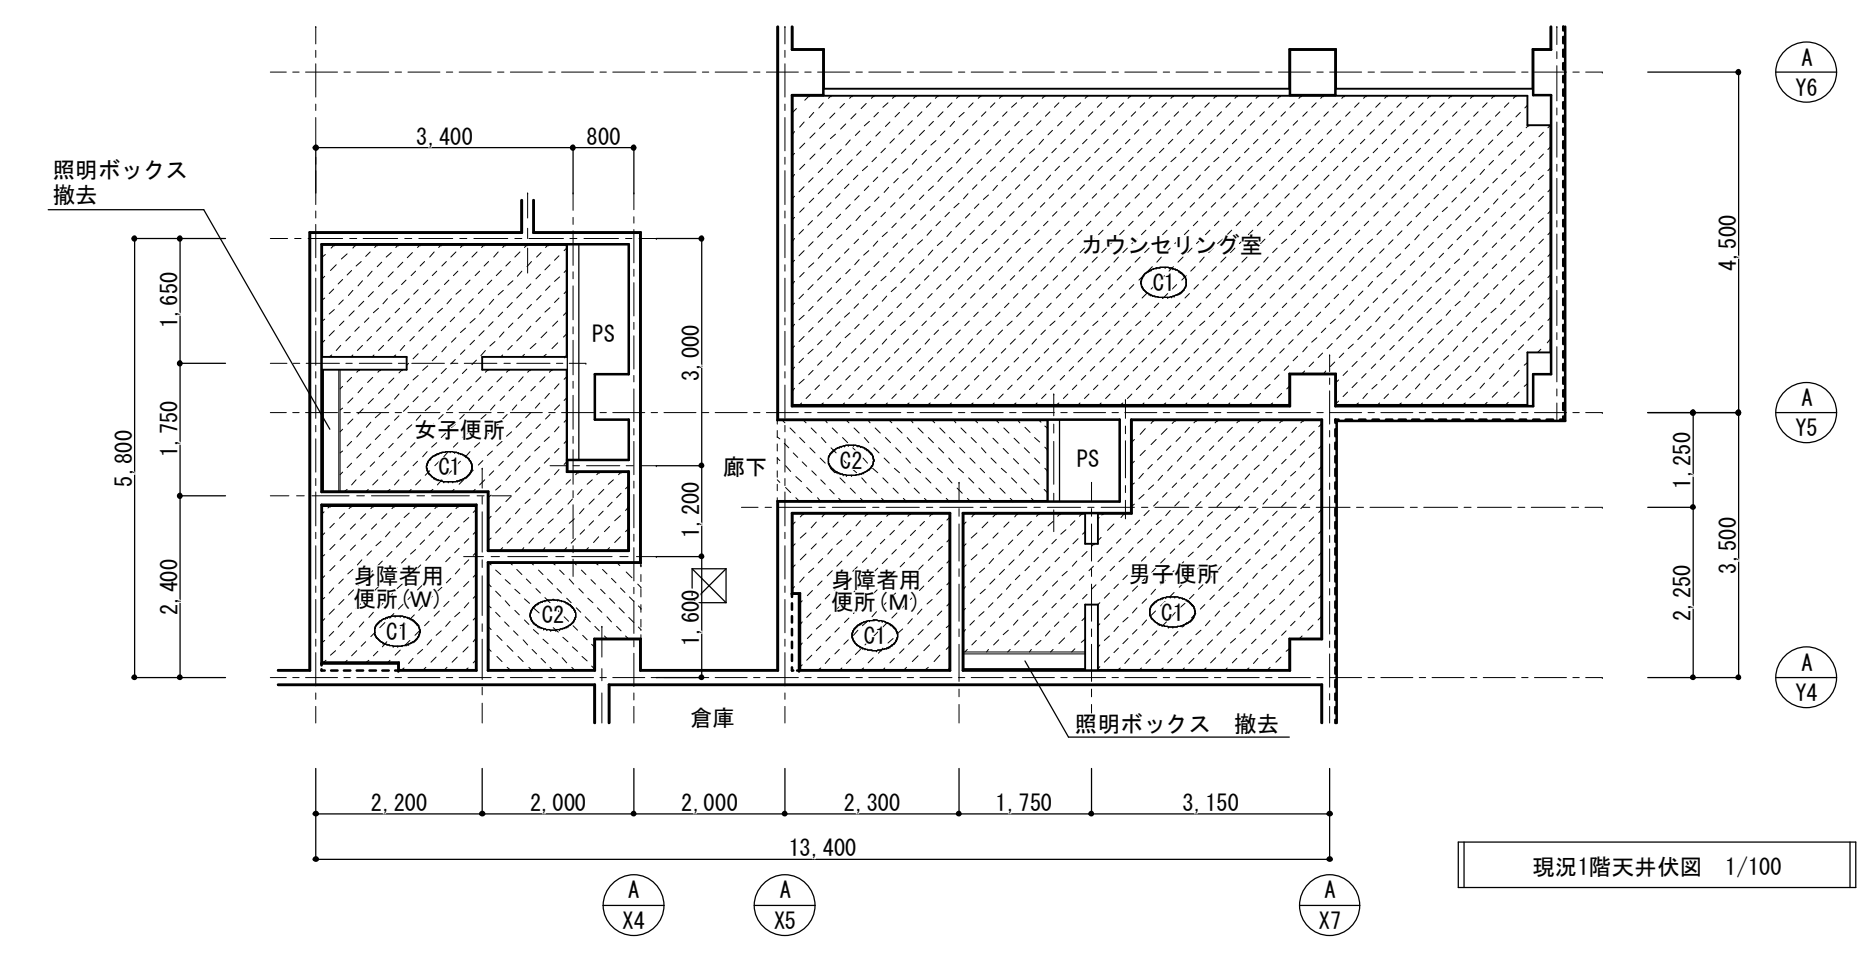 A
Y6
3,400
800
照明ボックス
撤去
カウンセリング室
C1
4,500
1,650
PS
3,000
A
Y5
女子便所
C1
1,750
5,800
廊下
C2
PS
1,250
1,200
3,500
身障者用
便所(W)
C1
2,400
C2
1,600
身障者用
便所(M)
C1
男子便所
C1
2,250
A
Y4
倉庫
照明ボックス 撤去
2,200
2,000
2,000
2,300
1,750
3,150
13,400
現況1階天井伏図 1/100
A
X4
A
X5
A
X7